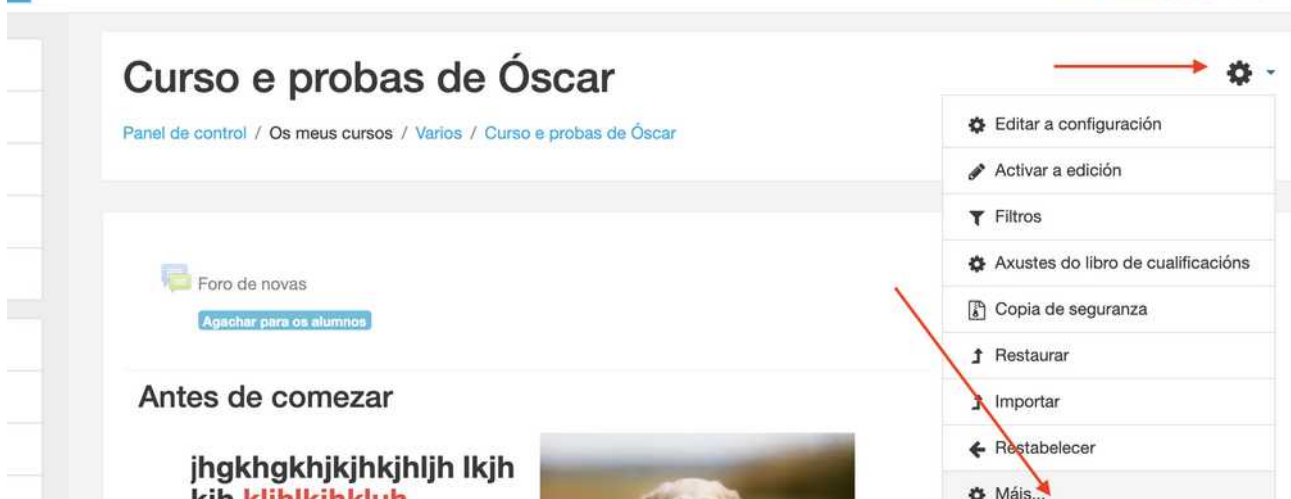 Curso e probas de Óscar
Panel de control / Os meus cursos / Varios / Curso e probas de Óscar
Editar a configuración
Activar a edición
Filtros
Axustes do libro de cualificacións
Copia de seguranza
Restaurar
Importar
Restabelecer
Máis...
Foro de novas
Agachar para os alumnos
Antes de comezar
jhgkhgkhjkjhkjhljh lkjh